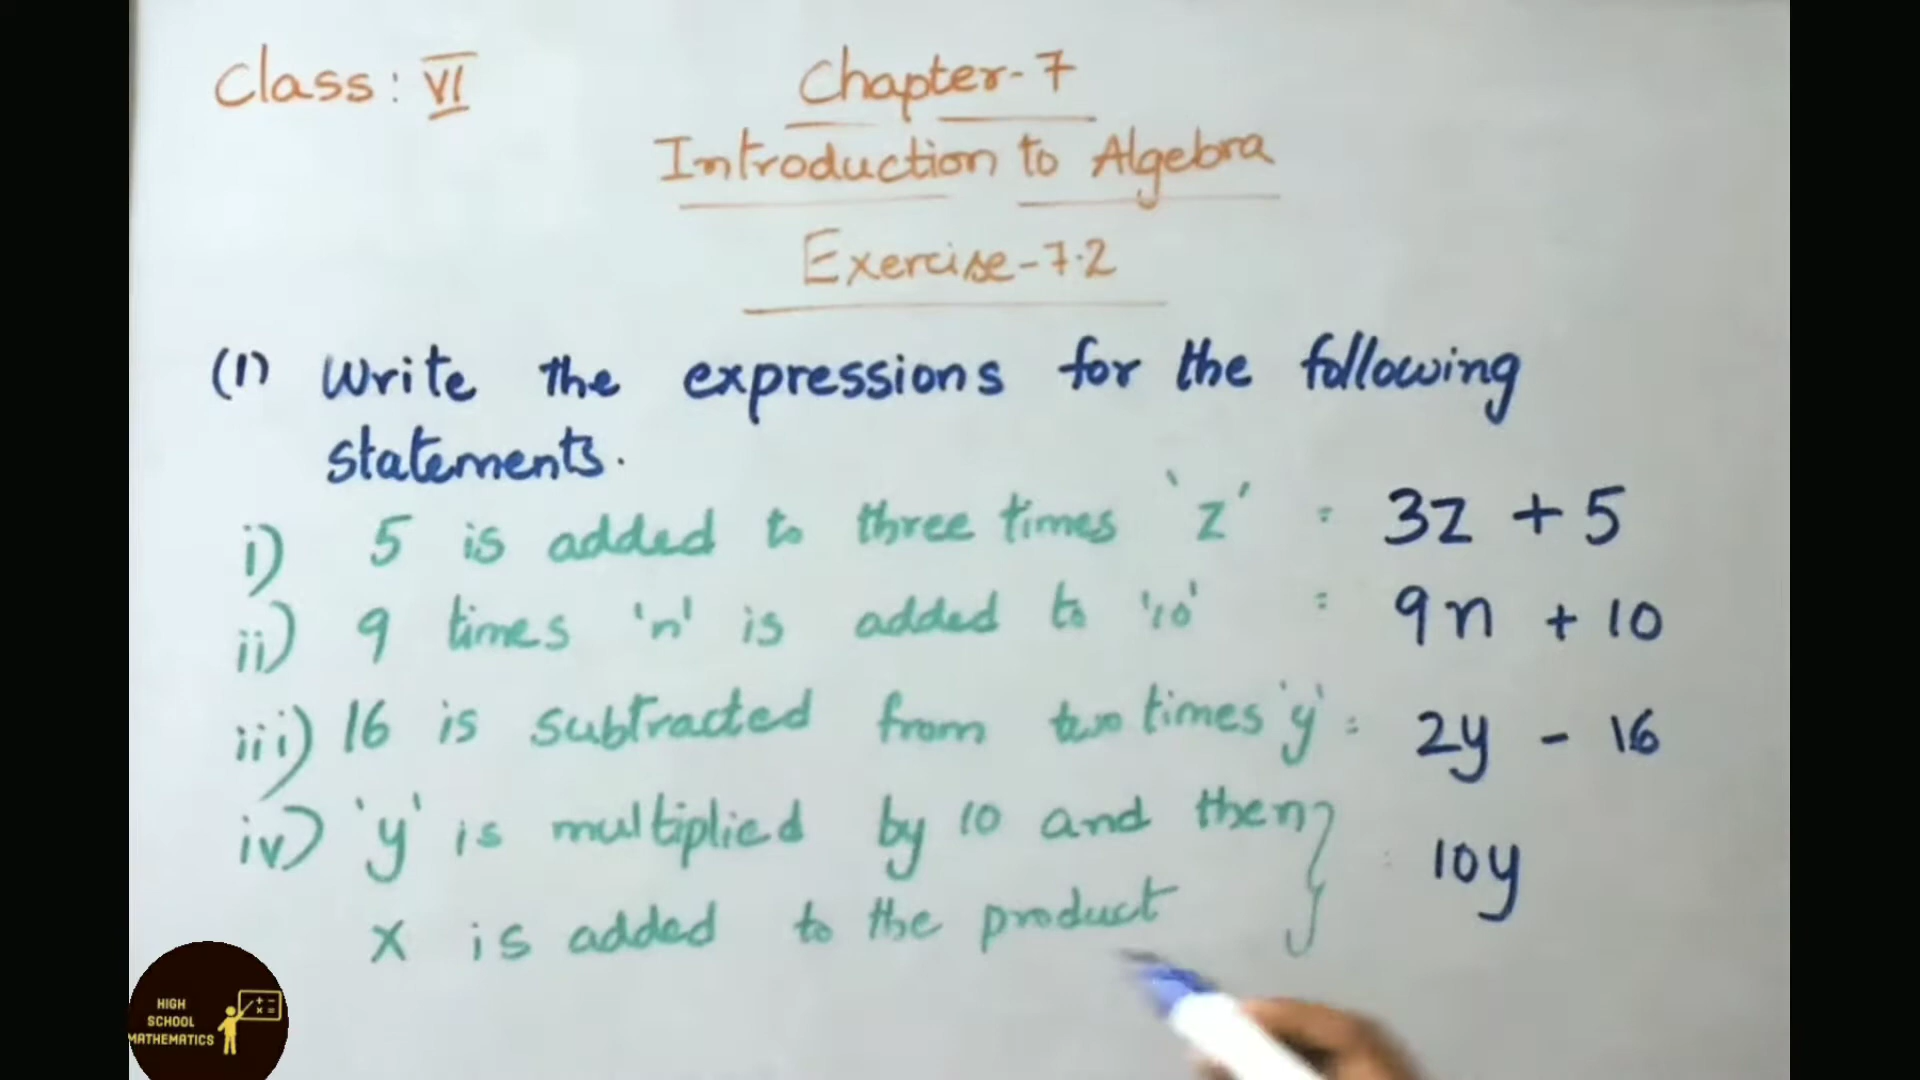 Class: VI
Chapter-7
Introduction to Algebra
Exercise-7.2
(1) Write the expressions for the following
statements.
i) 5 is added to three times 'z' = 3z + 5
ii) 9 times 'n' is added to '10' = 9n + 10
iii) 16 is subtracted from two times 'y' = 2y - 16
iv) 'y' is multiplied by 10 and then } = 10y
x is added to the product
HIGH
SCHOOL
MATHEMATICS